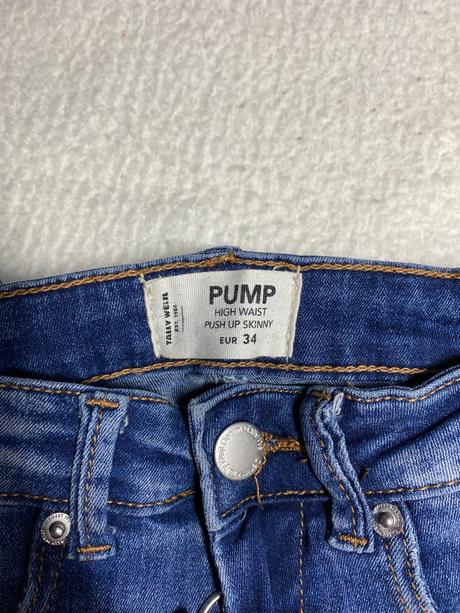 TALLY WEiJL
EST. 1984
PUMP
HIGH WAIST
PUSH UP SKINNY
EUR 34